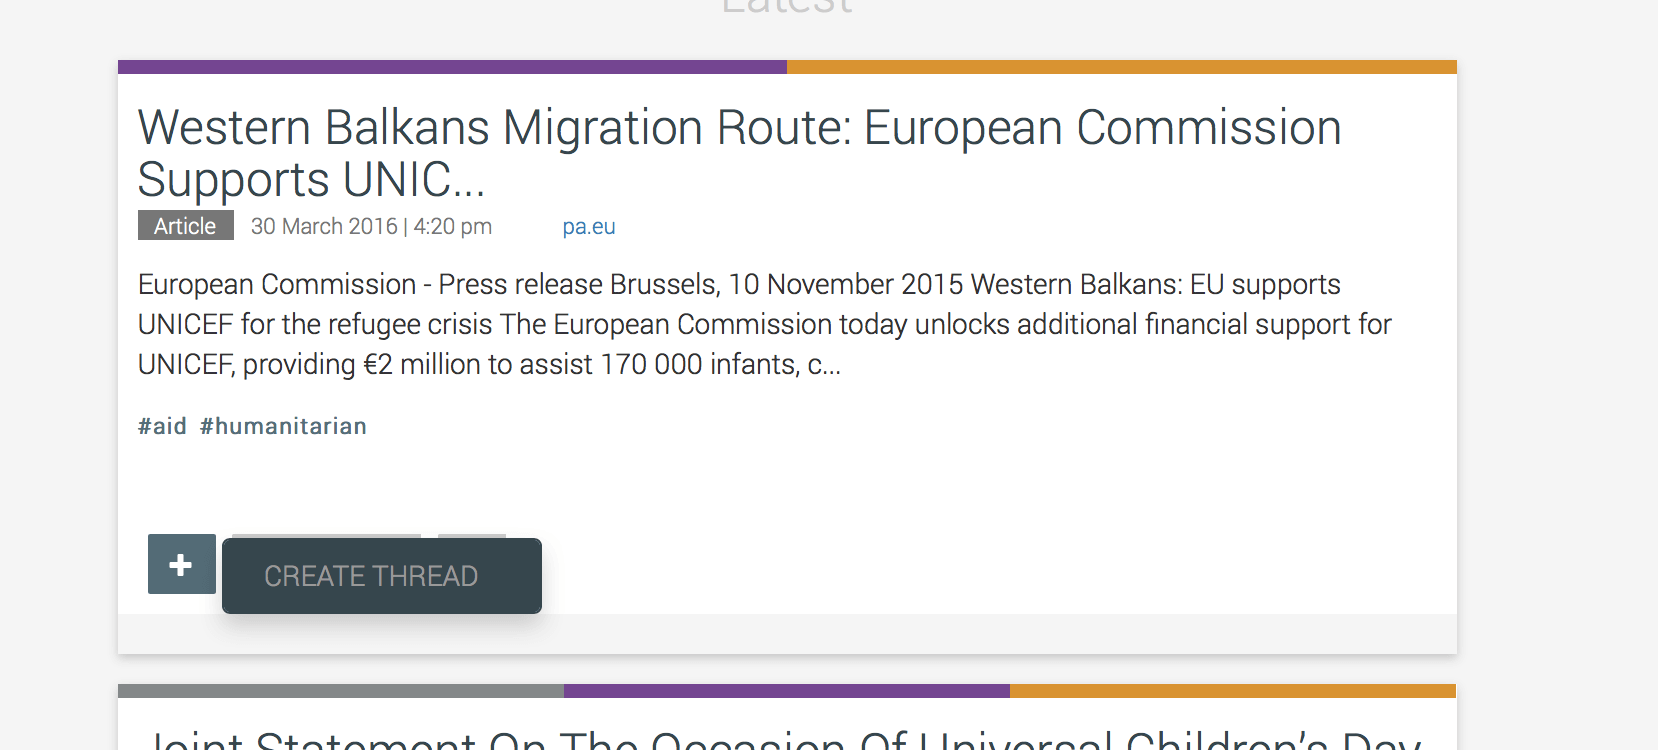 Latest
Western Balkans Migration Route: European Commission
Supports UNIC...
Article 30 March 2016 | 4:20 pm pa.eu
European Commission - Press release Brussels, 10 November 2015 Western Balkans: EU supports
UNICEF for the refugee crisis The European Commission today unlocks additional financial support for
UNICEF, providing €2 million to assist 170 000 infants, c...
#aid #humanitarian
CREATE THREAD
Joint Statement On The Occasion Of Universal Children's Day